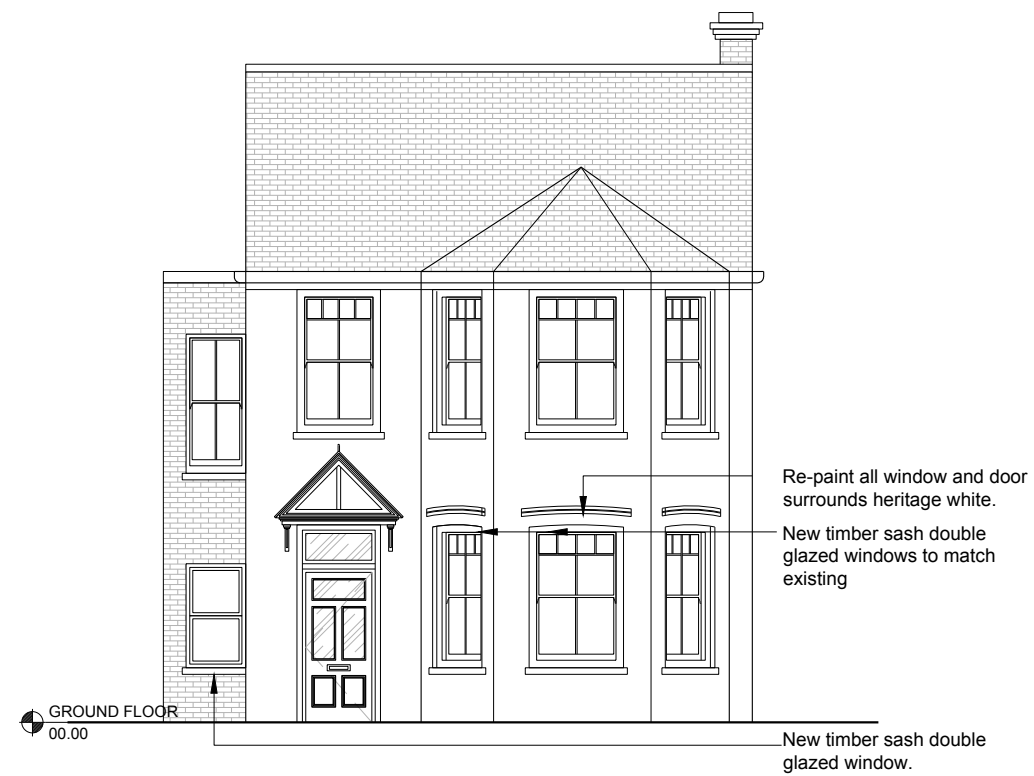 Re-paint all window and door
surrounds heritage white.
New timber sash double
glazed windows to match
existing
GROUND FLOOR
00.00
New timber sash double
glazed window.